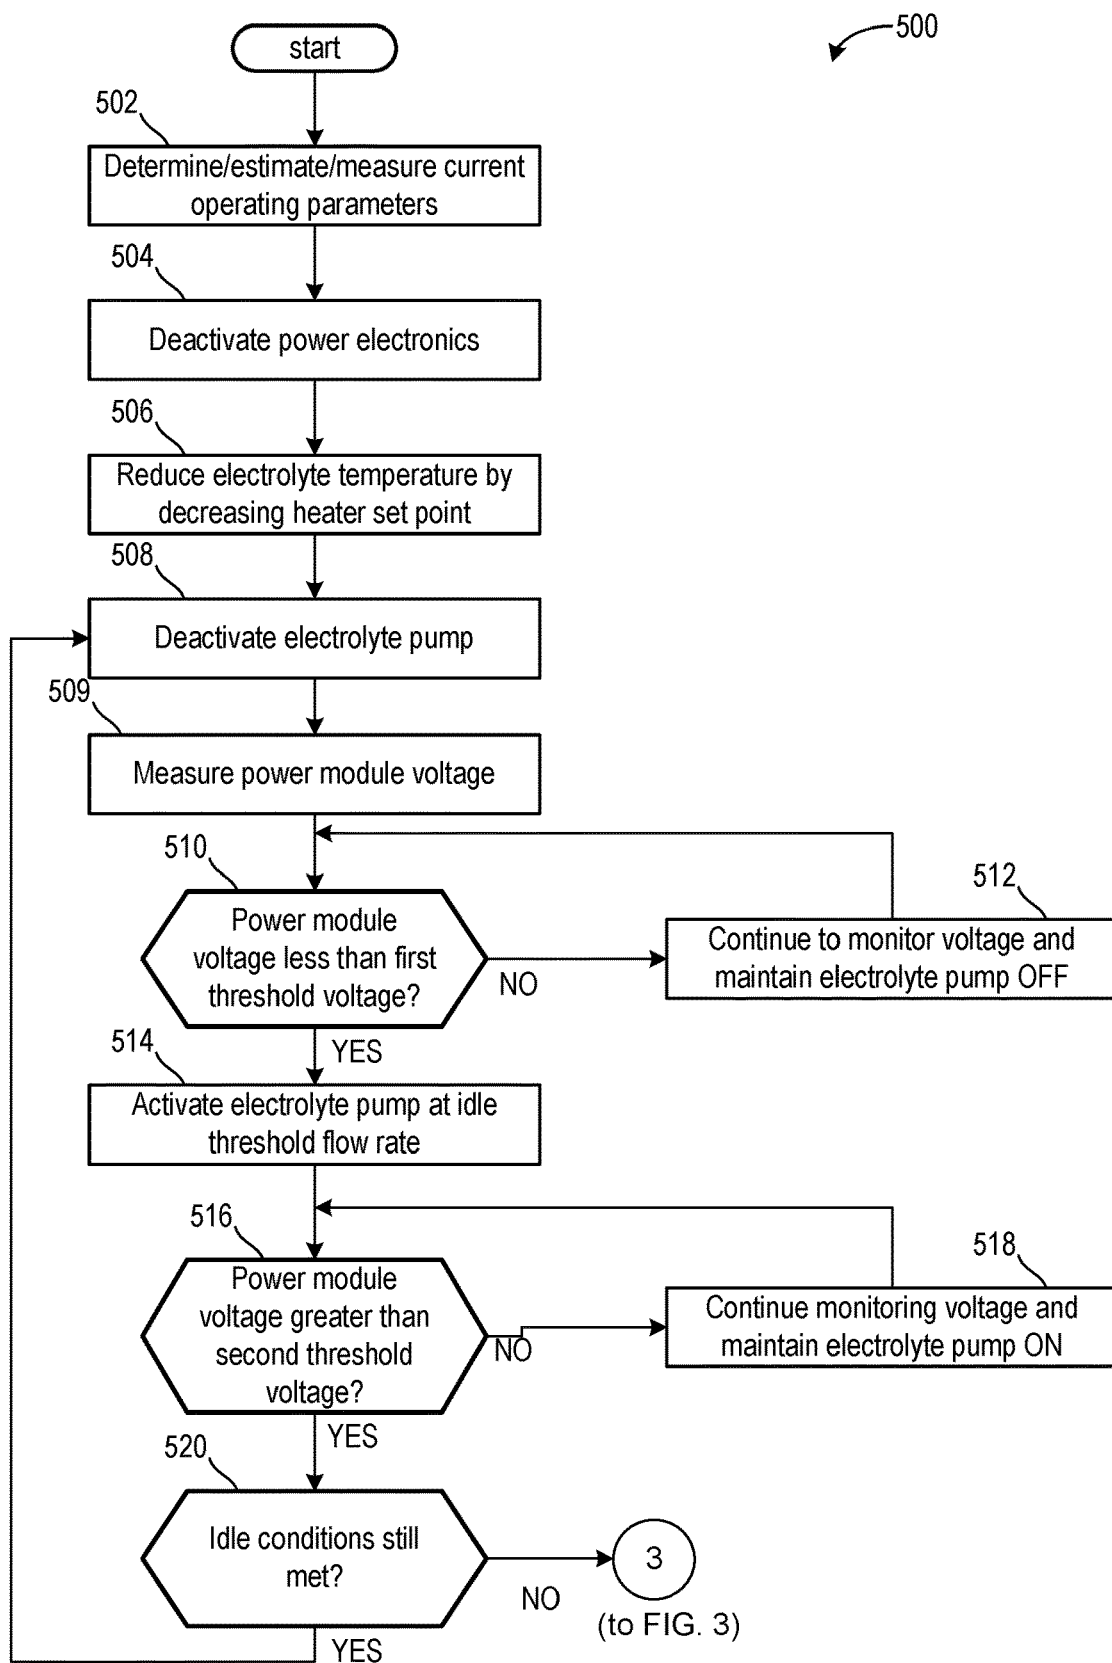 start
500
502
Determine/estimate/measure current
operating parameters
504
Deactivate power electronics
506
Reduce electrolyte temperature by
decreasing heater set point
508
Deactivate electrolyte pump
509
Measure power module voltage
510
Power module
voltage less than first
threshold voltage?
NO
512
Continue to monitor voltage and
maintain electrolyte pump OFF
YES
514
Activate electrolyte pump at idle
threshold flow rate
516
Power module
voltage greater than
second threshold
voltage?
NO
518
Continue monitoring voltage and
maintain electrolyte pump ON
YES
520
Idle conditions still
met?
NO
3
(to FIG. 3)
YES